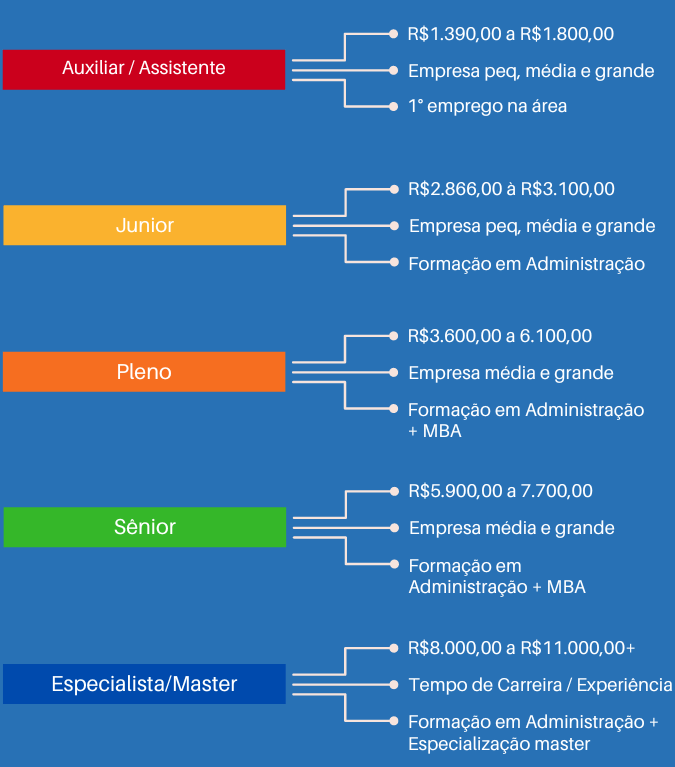 Auxiliar / Assistente
R$1.390,00 a R$1.800,00
Empresa peq, média e grande
1° emprego na área
Junior
R$2.866,00 à R$3.100,00
Empresa peq, média e grande
Formação em Administração
Pleno
R$3.600,00 a 6.100,00
Empresa média e grande
Formação em Administração
+ MBA
Sênior
R$5.900,00 a 7.700,00
Empresa média e grande
Formação em
Administração + MBA
Especialista/Master
R$8.000,00 a R$11.000,00+
Tempo de Carreira / Experiência
Formação em Administração +
Especialização master